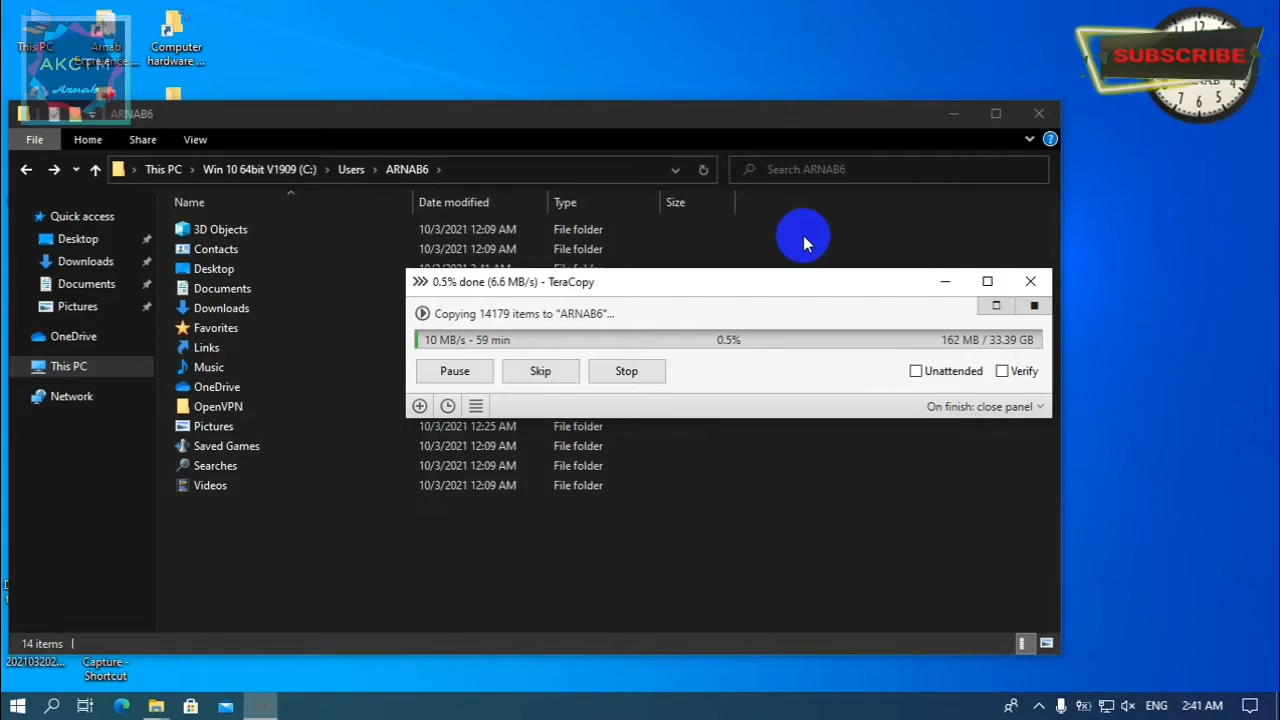 This PC
Arnab
Experience...
Computer
hardware ...
AKCTM
Arnab
SUBSCRIBE
ARNAB
ARNAB6
File Home Share View
This PC Win 10 64bit V1909 (C:) Users ARNAB6
Search ARNAB6
Name Date modified Type Size
Quick access
Desktop
Downloads
Documents
Pictures
OneDrive
This PC
Network
3D Objects 10/3/2021 12:09 AM File folder
Contacts 10/3/2021 12:09 AM File folder
Desktop
Documents
Downloads
Favorites
Links
Music
OneDrive
OpenVPN
Pictures 10/3/2021 12:25 AM File folder
Saved Games 10/3/2021 12:09 AM File folder
Searches 10/3/2021 12:09 AM File folder
Videos 10/3/2021 12:09 AM File folder
0.5% done (6.6 MB/s) - TeraCopy
Copying 14179 items to "ARNAB6"...
10 MB/s - 59 min 0.5% 162 MB / 33.39 GB
Pause Skip Stop Unattended Verify
On finish: close panel
14 items
202103202...
Capture -
Shortcut
ENG 2:41 AM